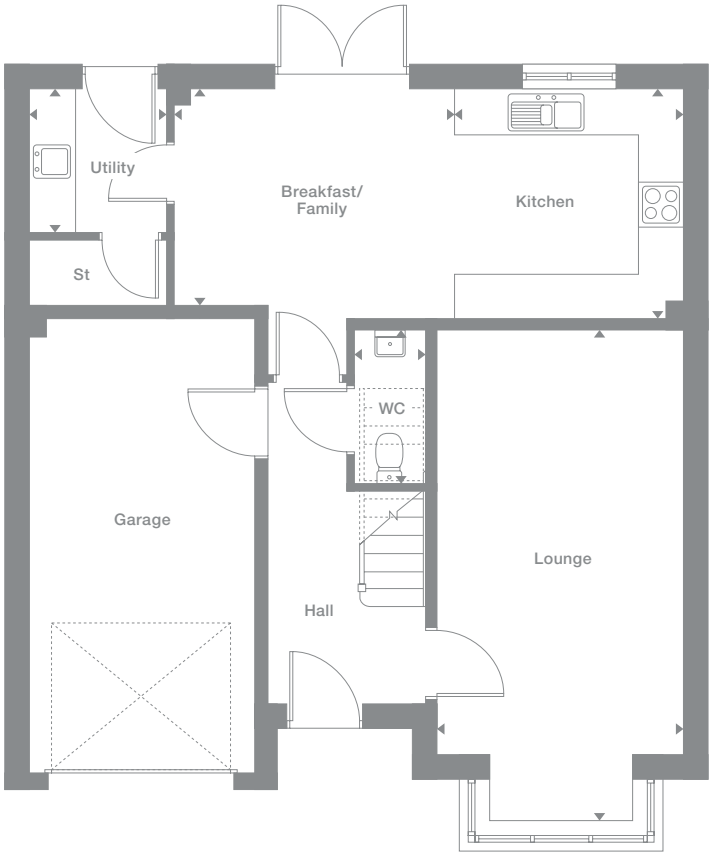 Utility
Breakfast/
Family
Kitchen
St
WC
Garage
Lounge
Hall